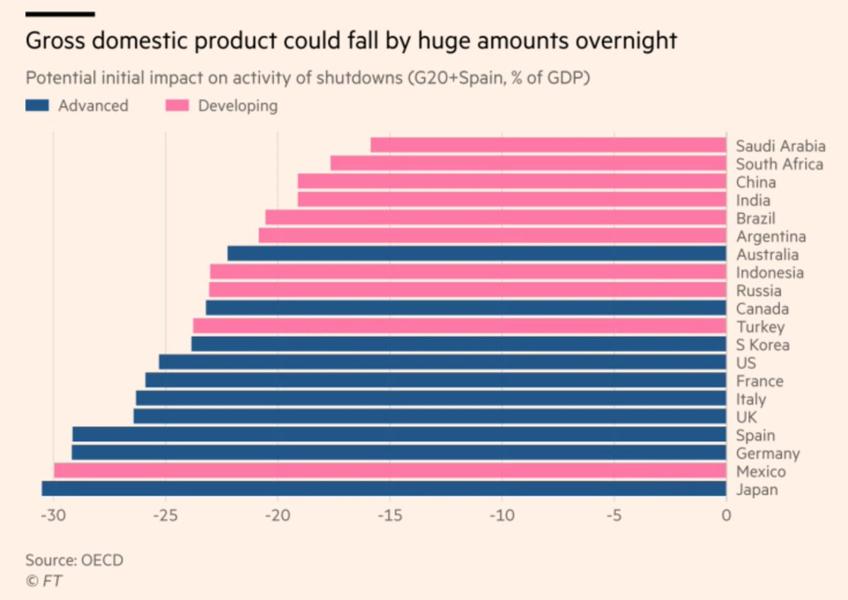 Gross domestic product could fall by huge amounts overnight
Potential initial impact on activity of shutdowns (G20+Spain, % of GDP)
Advanced Developing
Saudi Arabia
South Africa
China
India
Brazil
Argentina
Australia
Indonesia
Russia
Canada
Turkey
S Korea
US
France
Italy
UK
Spain
Germany
Mexico
Japan
-30 -25 -20 -15 -10 -5 0
Source: OECD
© FT